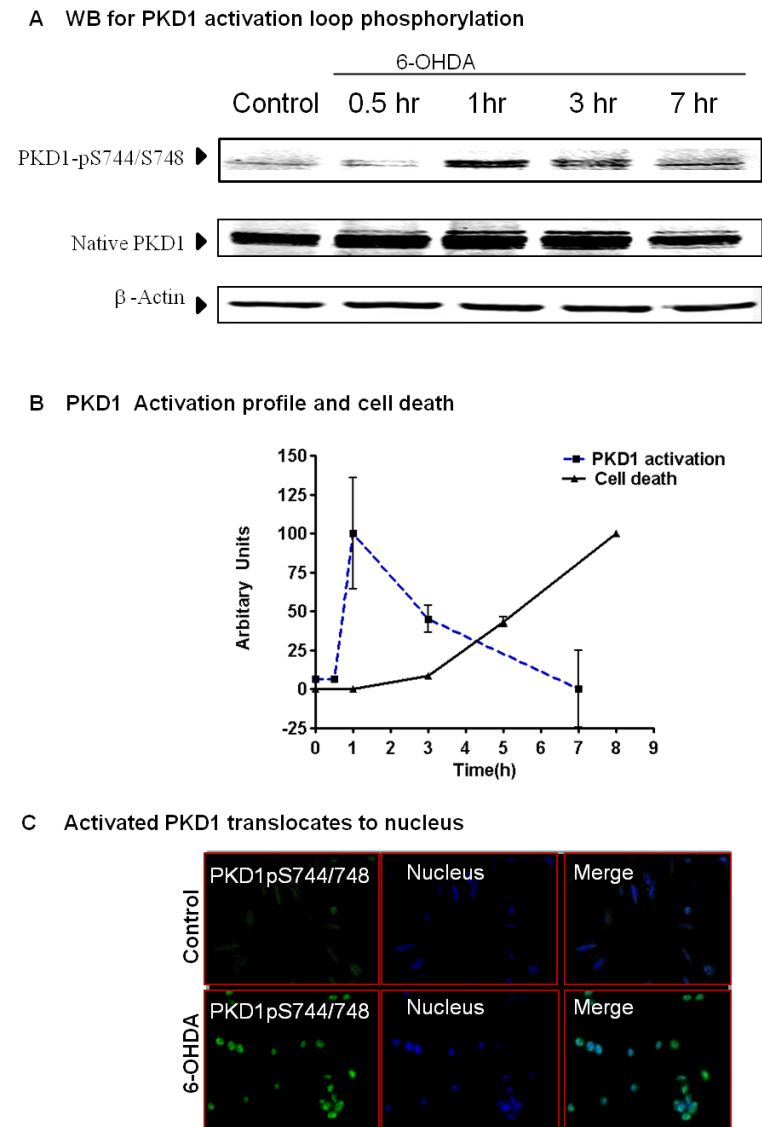 A WB for PKD1 activation loop phosphorylation
6-OHDA
Control 0.5 hr 1hr 3 hr 7 hr
PKD1-pS744/S748
Native PKD1
β-Actin
B PKD1 Activation profile and cell death
150
125
100
75
50
25
0
-25
Arbitary Units
PKD1 activation
Cell death
0 1 2 3 4 5 6 7 8 9
Time(h)
C Activated PKD1 translocates to nucleus
Control
PKD1pS744/748 Nucleus Merge
6-OHDA
PKD1pS744/748 Nucleus Merge